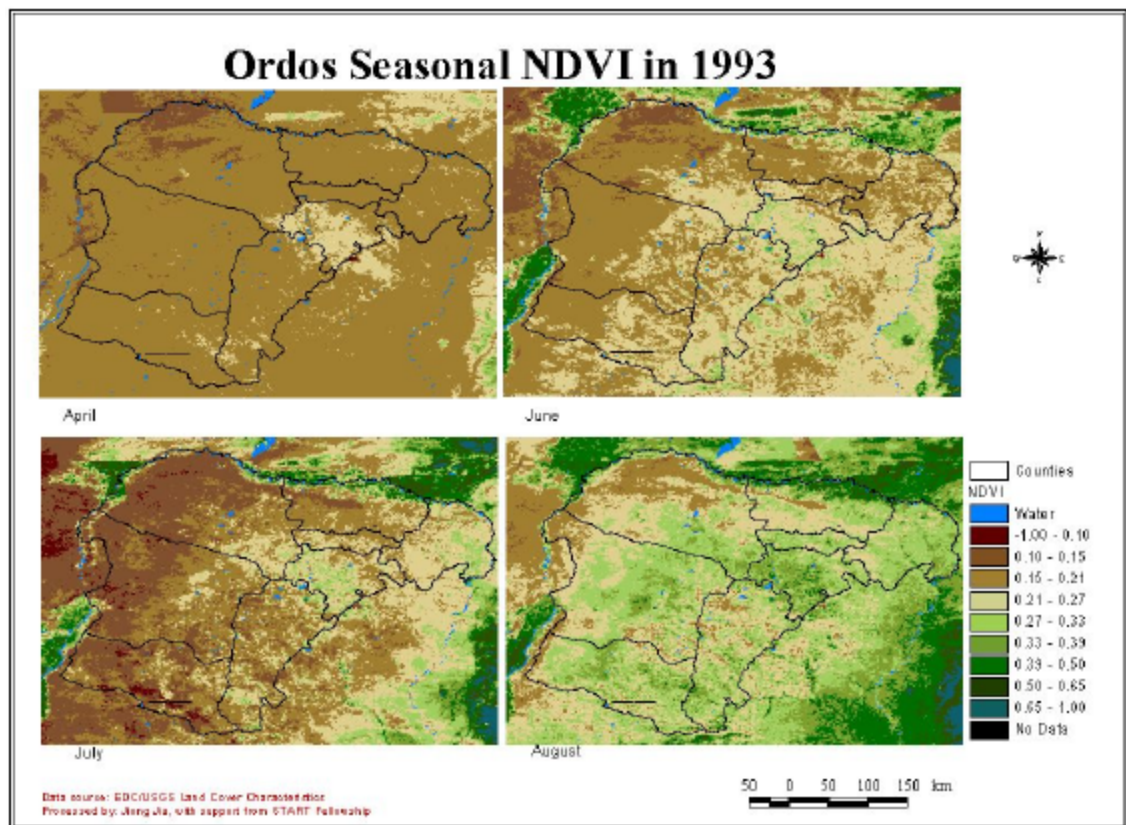 Ordos Seasonal NDVI in 1993
April
June
July
August
Counties
NDVI
Water
-1.00 - 0.10
0.10 - 0.15
0.15 - 0.21
0.21 - 0.27
0.27 - 0.33
0.33 - 0.39
0.39 - 0.50
0.50 - 0.65
0.65 - 1.00
No Data
50 0 50 100 150 km
Data source: EDC/USGS Land Cover Characteristics
Processed by: Jiong Jia, with support from START Fellowship